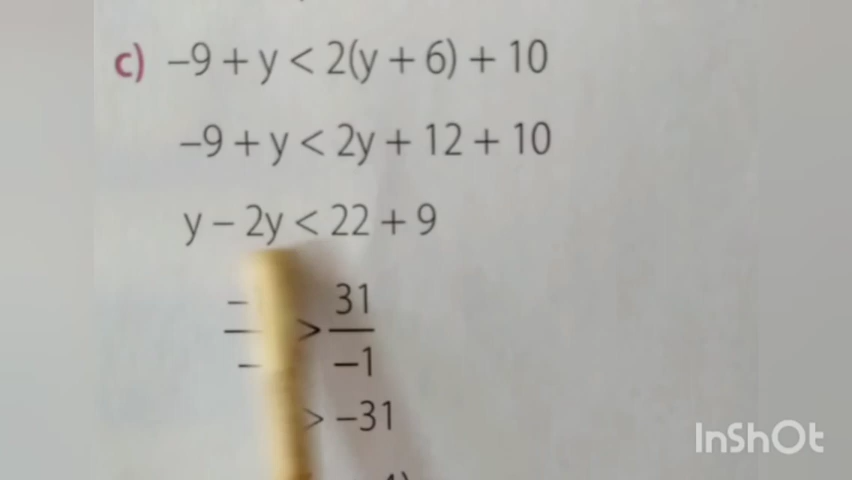 c) –9 + y < 2(y + 6) + 10
–9 + y < 2y + 12 + 10
y – 2y < 22 + 9
– > 31
– –1
> –31
InShOt